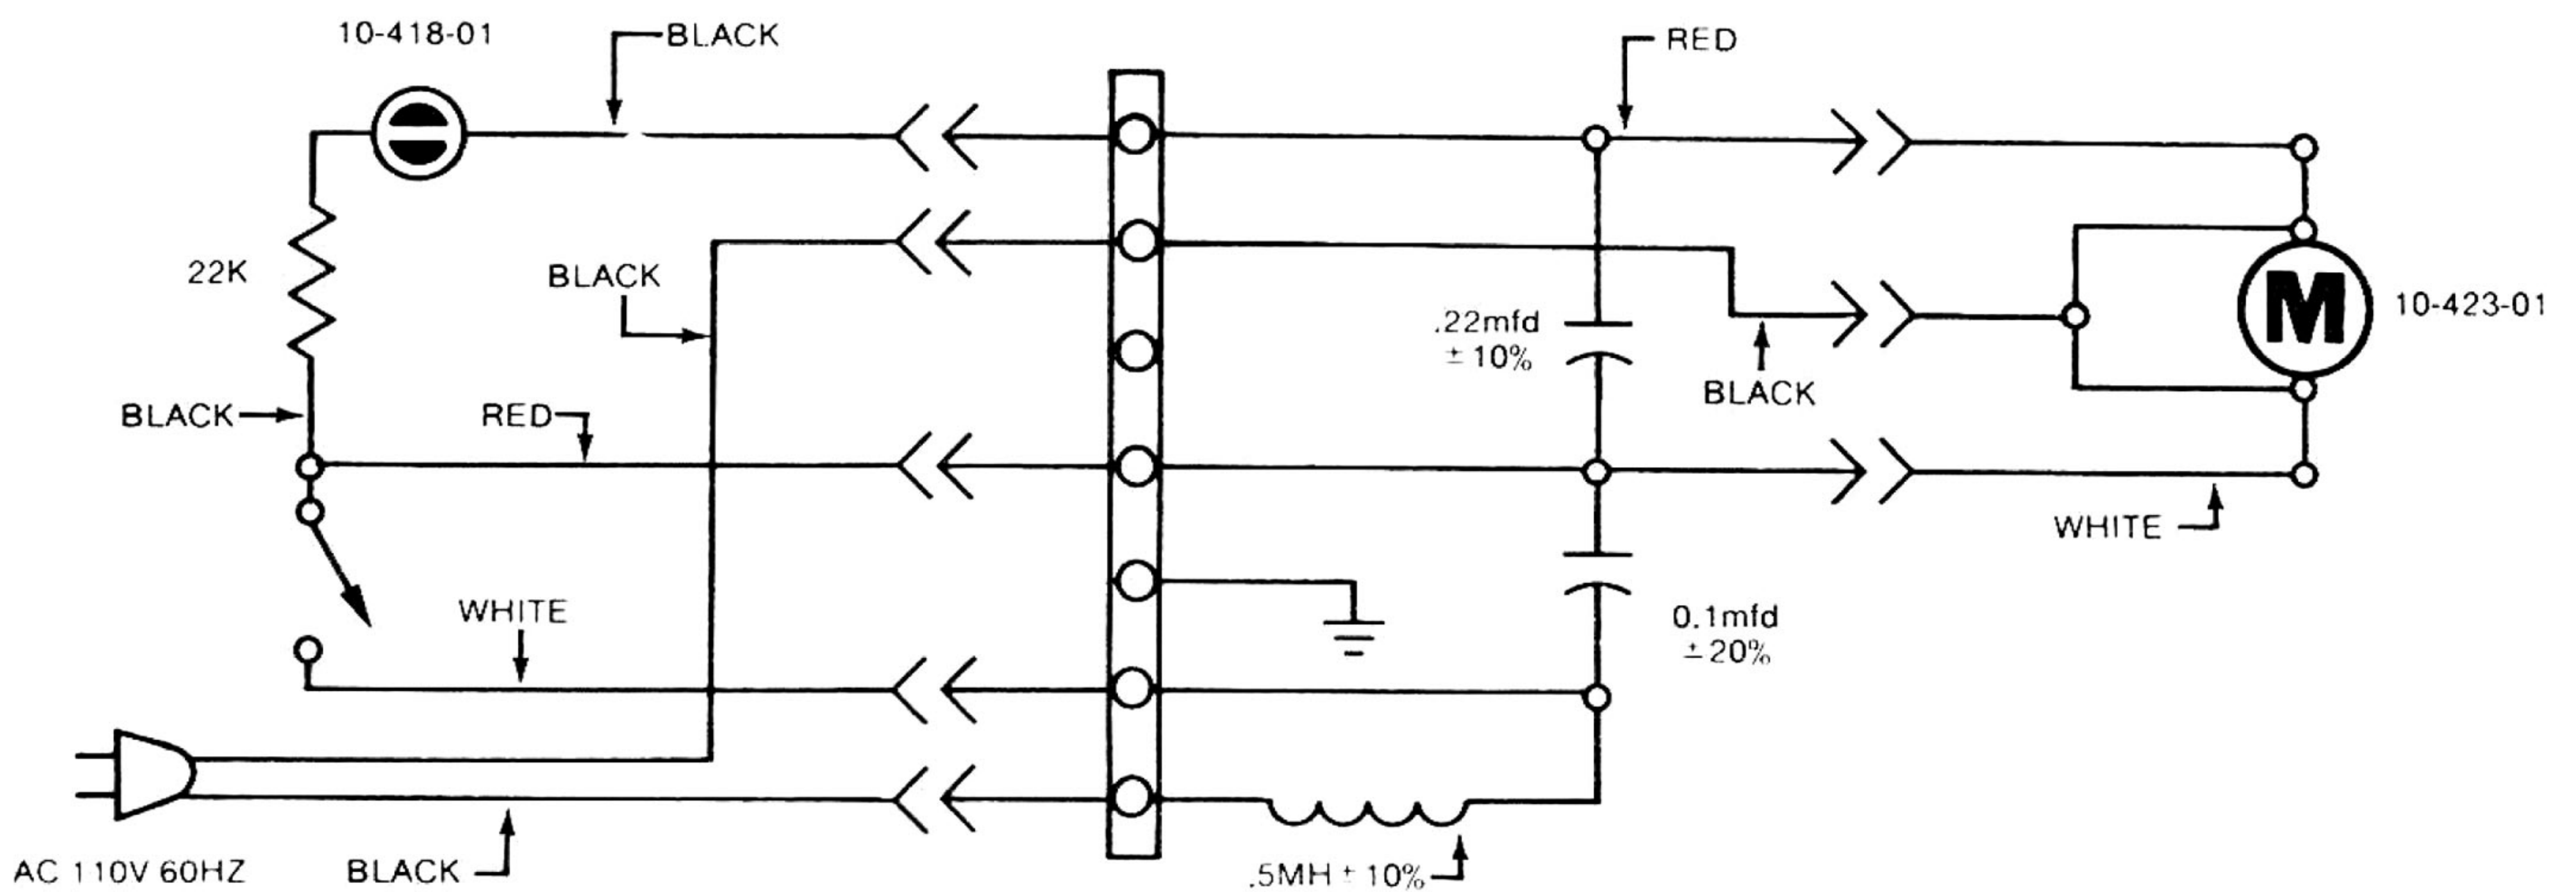 10-418-01
BLACK
RED
22K
BLACK
.22mfd
± 10%
10-423-01
BLACK
BLACK
RED
WHITE
WHITE
0.1mfd
±20%
AC 110V 60HZ
BLACK
.5MH ± 10%
M